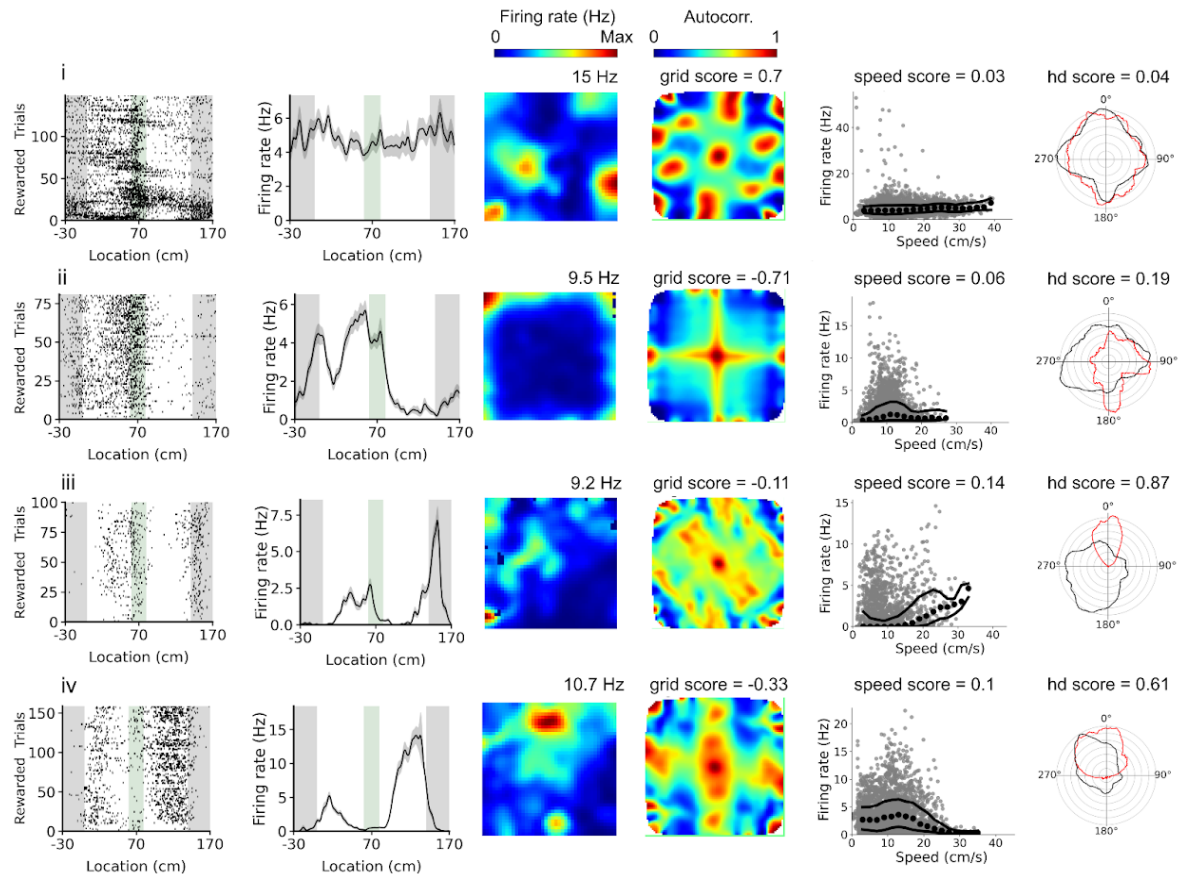 Firing rate (Hz) Autocorr.
0 Max 0 1
i 15 Hz grid score = 0.7 speed score = 0.03 hd score = 0.04
Rewarded Trials
150
100
50
0
-30 70 170
Location (cm)
Firing rate (Hz)
6
4
2
0
-30 70 170
Location (cm)
Firing rate (Hz)
40
20
0
0 10 20 30 40
Speed (cm/s)
0°
270° 90°
180°
ii 9.5 Hz grid score = -0.71 speed score = 0.06 hd score = 0.19
Rewarded Trials
75
50
25
0
-30 70 170
Location (cm)
Firing rate (Hz)
6
4
2
0
-30 70 170
Location (cm)
Firing rate (Hz)
15
10
5
0
0 10 20 30 40
Speed (cm/s)
0°
270° 90°
180°
iii 9.2 Hz grid score = -0.11 speed score = 0.14 hd score = 0.87
Rewarded Trials
100
75
50
25
0
-30 70 170
Location (cm)
Firing rate (Hz)
7.5
5.0
2.5
0.0
-30 70 170
Location (cm)
Firing rate (Hz)
15
10
5
0
0 10 20 30 40
Speed (cm/s)
0°
270° 90°
180°
iv 10.7 Hz grid score = -0.33 speed score = 0.1 hd score = 0.61
Rewarded Trials
150
100
50
0
-30 70 170
Location (cm)
Firing rate (Hz)
15
10
5
0
-30 70 170
Location (cm)
Firing rate (Hz)
20
15
10
5
0
0 10 20 30 40
Speed (cm/s)
0°
270° 90°
180°